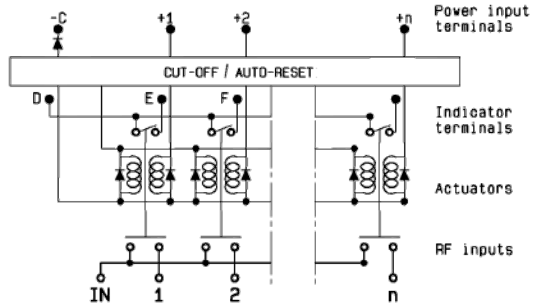 -C +1 +2 +n Power input
terminals
CUT-OFF / AUTO-RESET
D E F Indicator
terminals
Actuators
RF inputs
IN 1 2 n